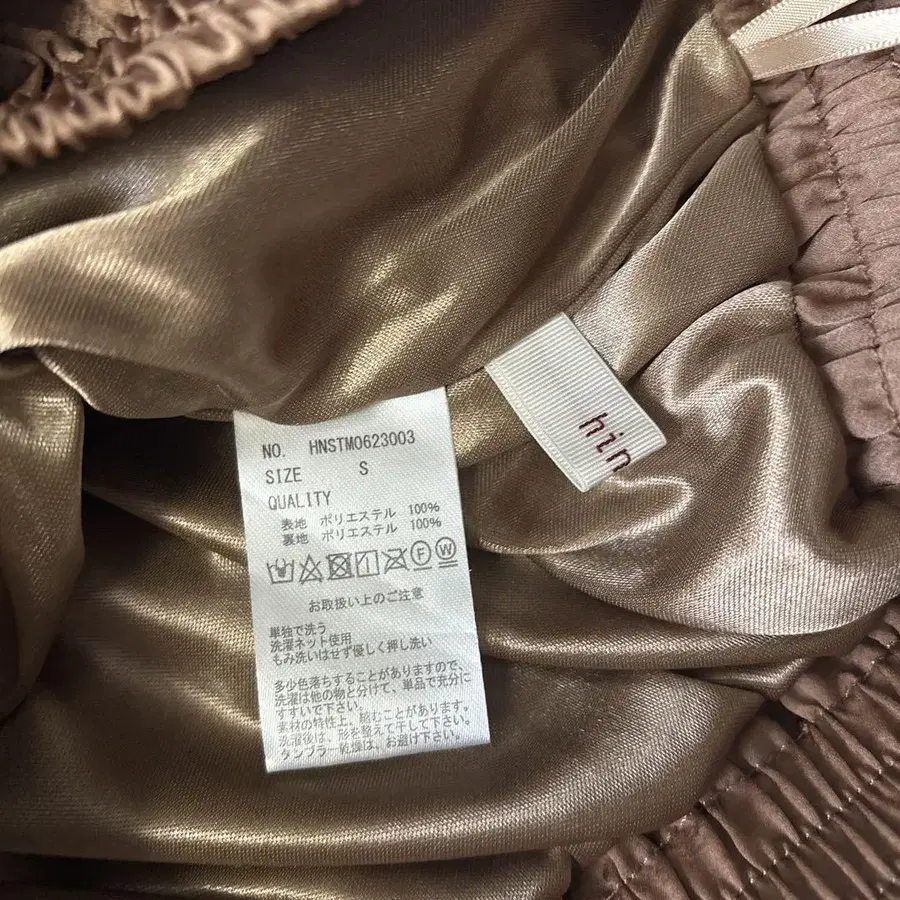 NO. HNSTM0623003
SIZE S
QUALITY
表地 ポリエステル 100%
裏地 ポリエステル 100%
F W
お取扱い上のご注意
単独で洗う
洗濯ネット使用
もみ洗いはせず優しく押し洗い
多少色落ちすることがありますので、
洗濯は他の物と分けて、単品で充分に
すすいで下さい。
素材の特性上、縮むことがあります。
洗濯後は、形を整えて干して下さい。
タンブラー乾燥は、お避け下さい。
hin